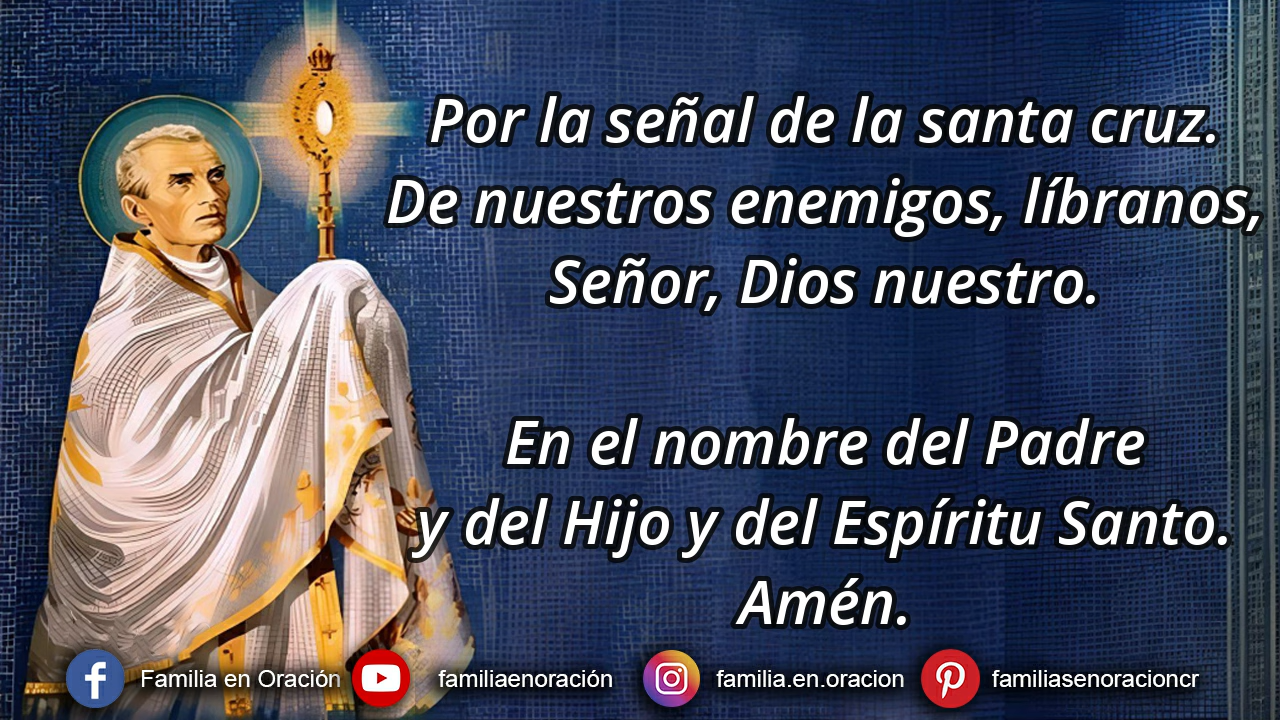 Por la señal de la santa cruz.
De nuestros enemigos, líbranos,
Señor, Dios nuestro.
En el nombre del Padre
y del Hijo y del Espíritu Santo.
Amén.
Familia en Oración familiaenoración familia.en.oracion familiasenoracioncr